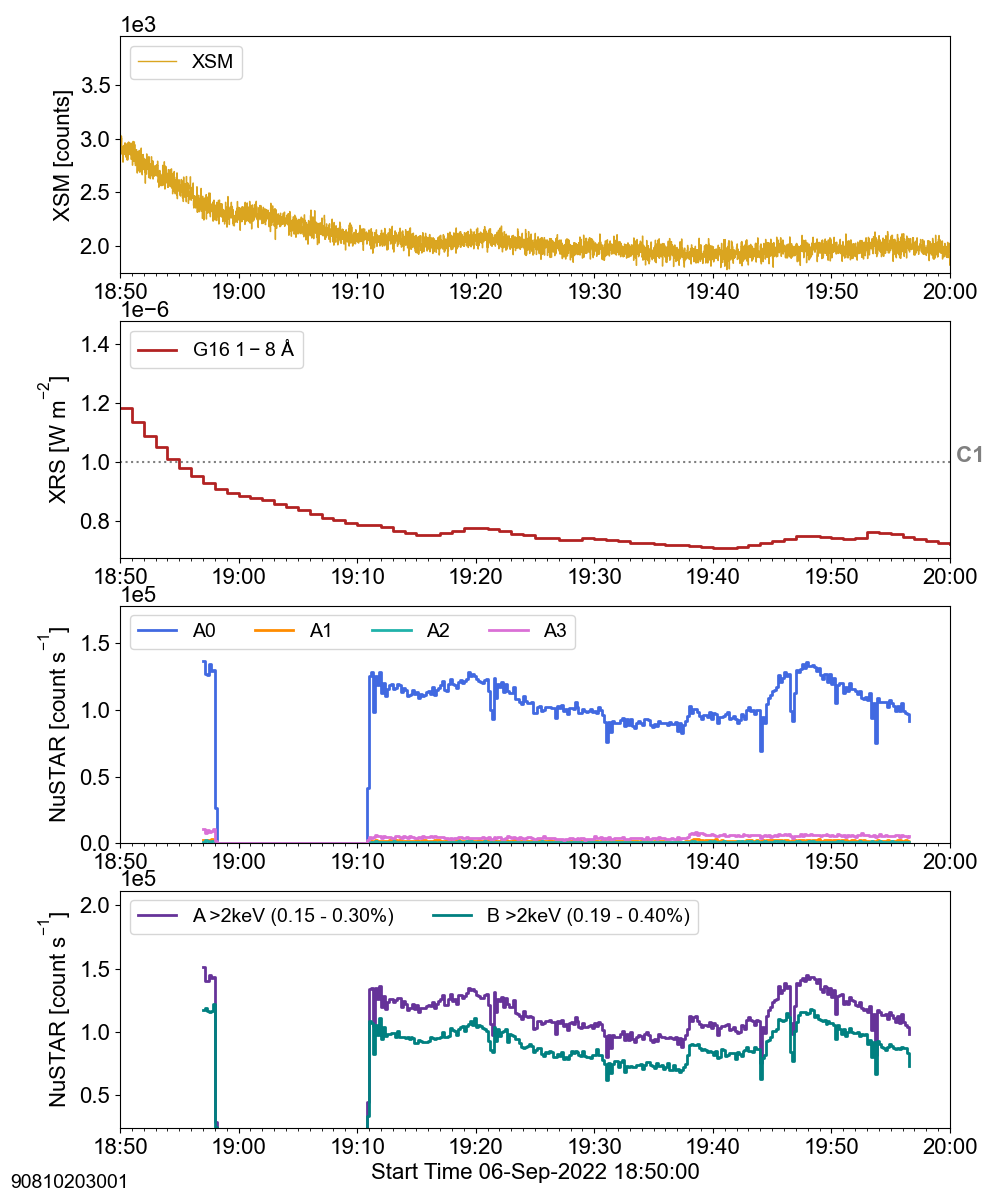 1e3
XSM
XSM [counts]
3.5
3.0
2.5
2.0
18:50 19:00 19:10 19:20 19:30 19:40 19:50 20:00
1e−6
G16 1 − 8 Å
XRS [W m⁻²]
1.4
1.2
1.0
0.8
C1
18:50 19:00 19:10 19:20 19:30 19:40 19:50 20:00
1e5
A0 A1 A2 A3
NuSTAR [count s⁻¹]
1.5
1.0
0.5
0.0
18:50 19:00 19:10 19:20 19:30 19:40 19:50 20:00
1e5
A >2keV (0.15 - 0.30%) B >2keV (0.19 - 0.40%)
NuSTAR [count s⁻¹]
2.0
1.5
1.0
0.5
18:50 19:00 19:10 19:20 19:30 19:40 19:50 20:00
Start Time 06-Sep-2022 18:50:00
90810203001